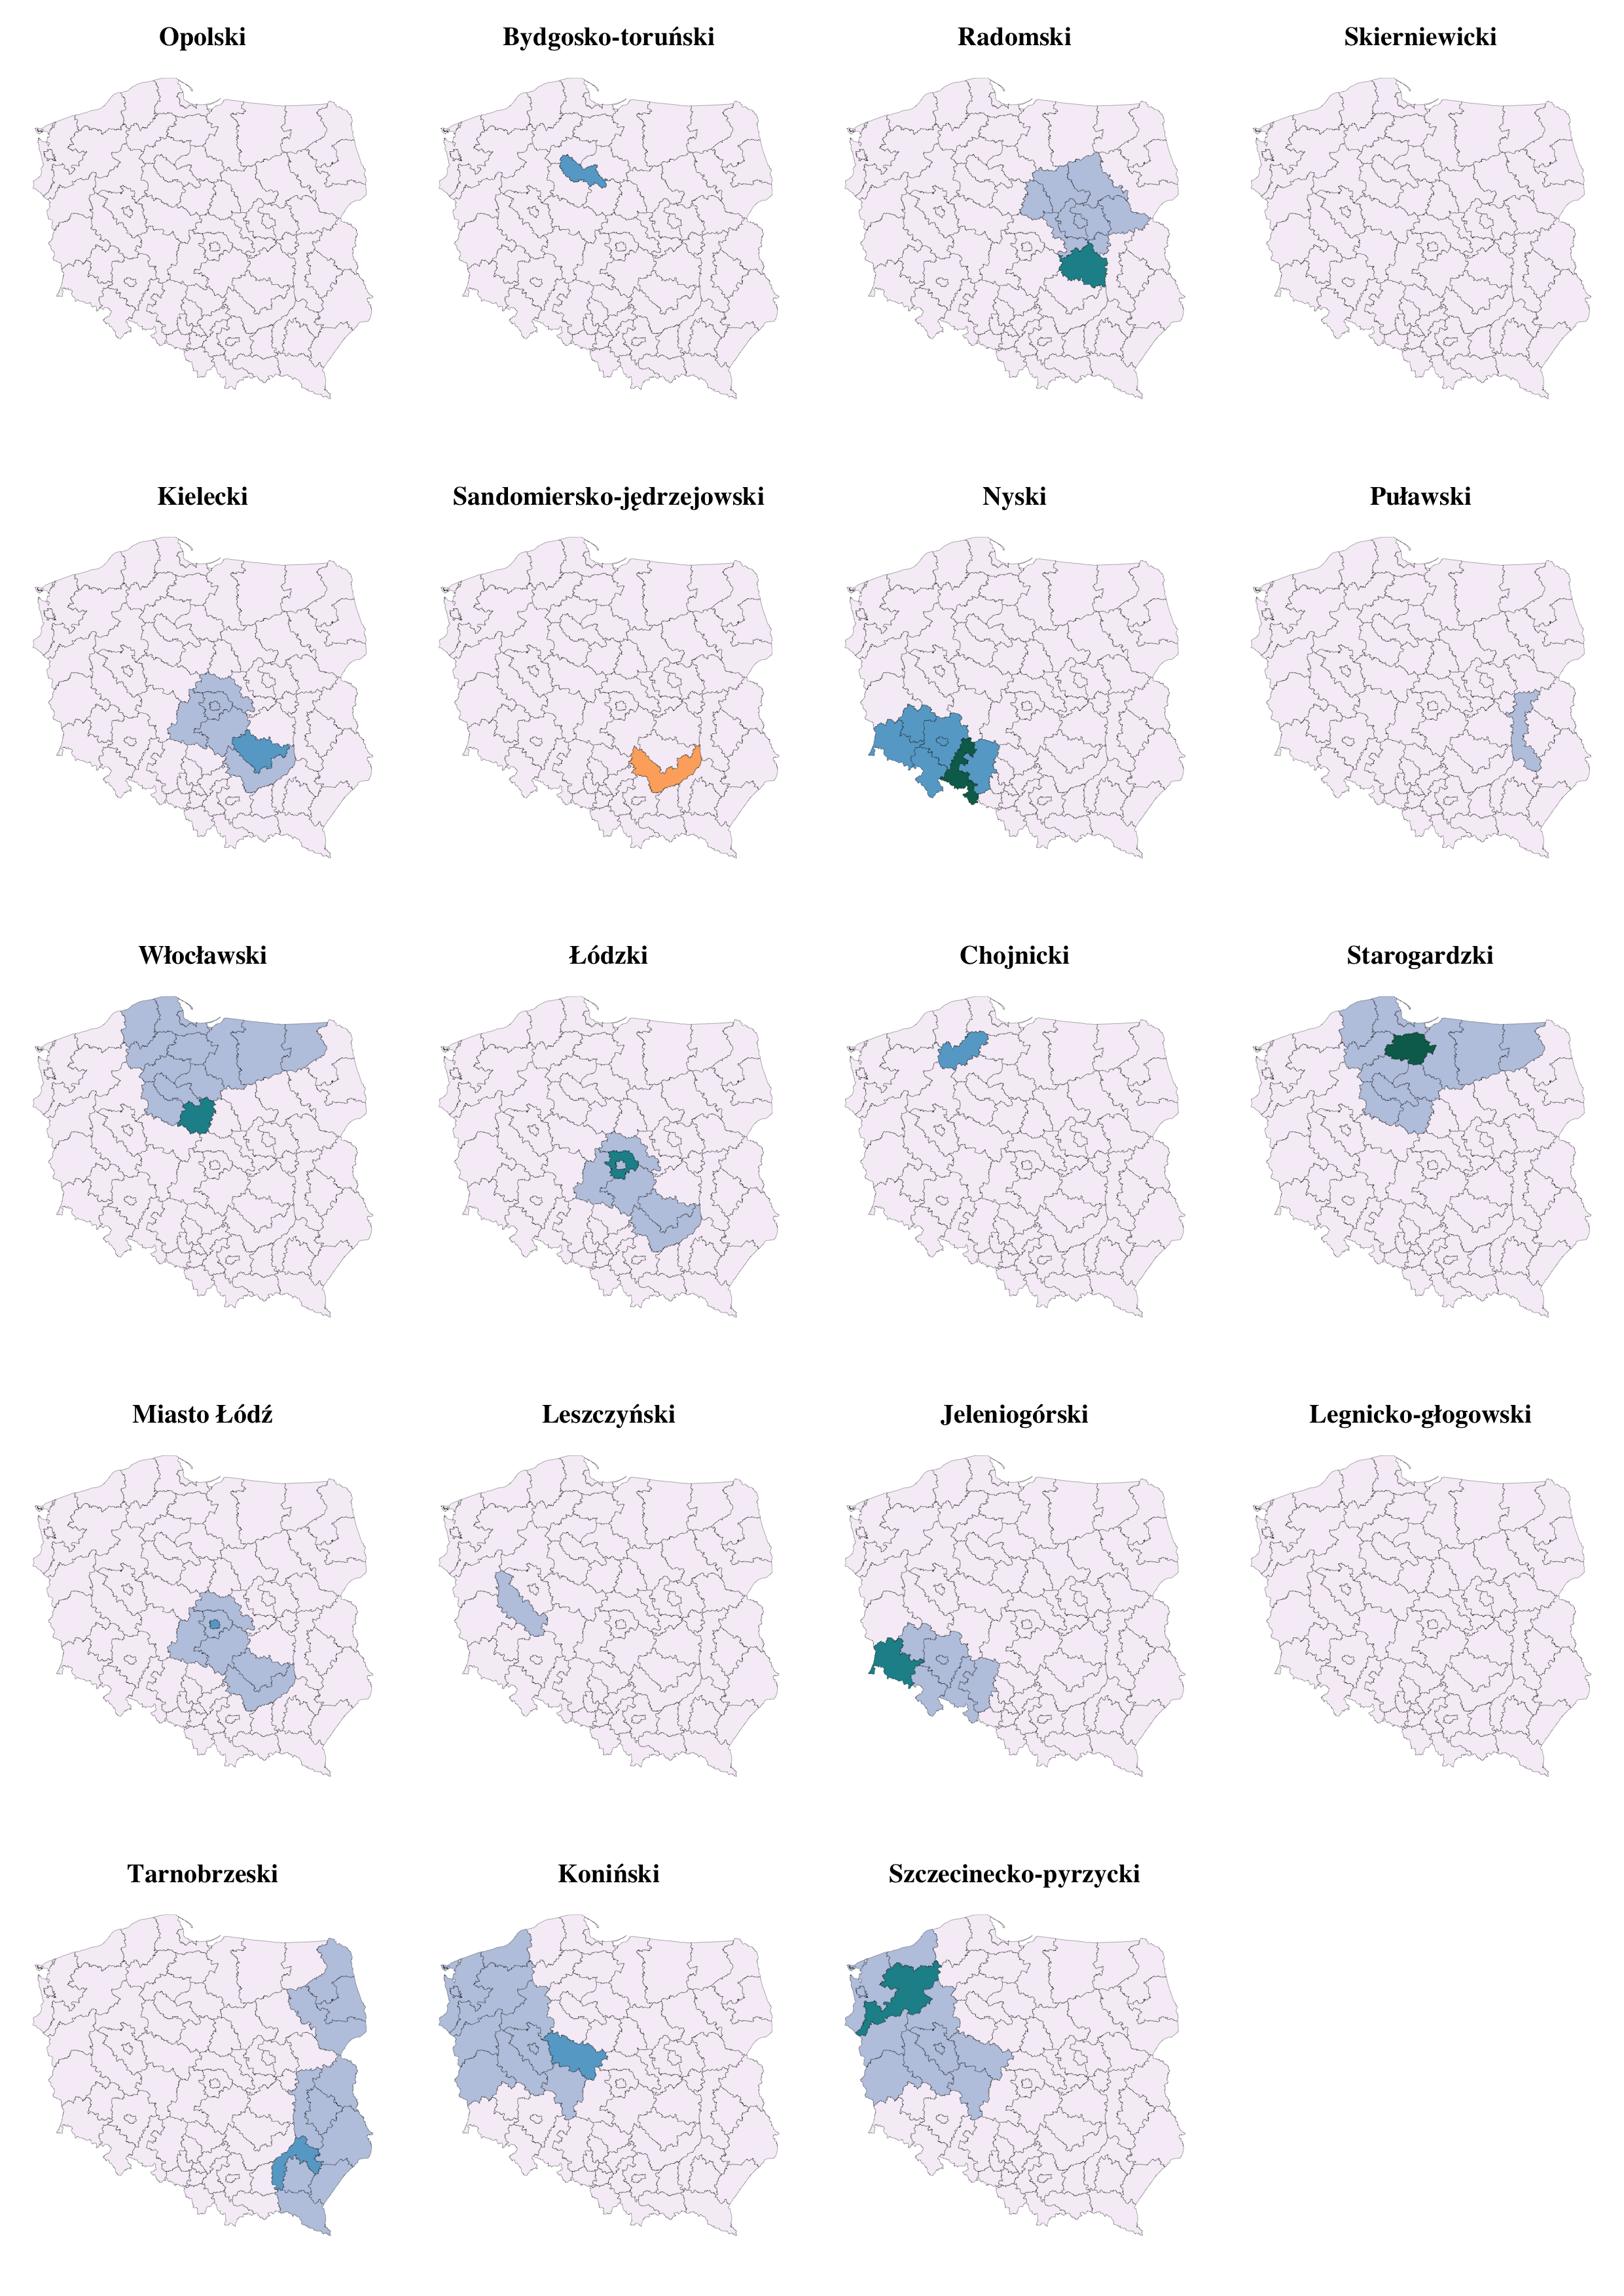 Opolski
Bydgosko-toruński
Radomski
Skierniewicki
Kielecki
Sandomiersko-jędrzejowski
Nyski
Puławski
Włocławski
Łódzki
Chojnicki
Starogardzki
Miasto Łódź
Leszczyński
Jeleniogórski
Legnicko-głogowski
Tarnobrzeski
Koniński
Szczecinecko-pyrzycki